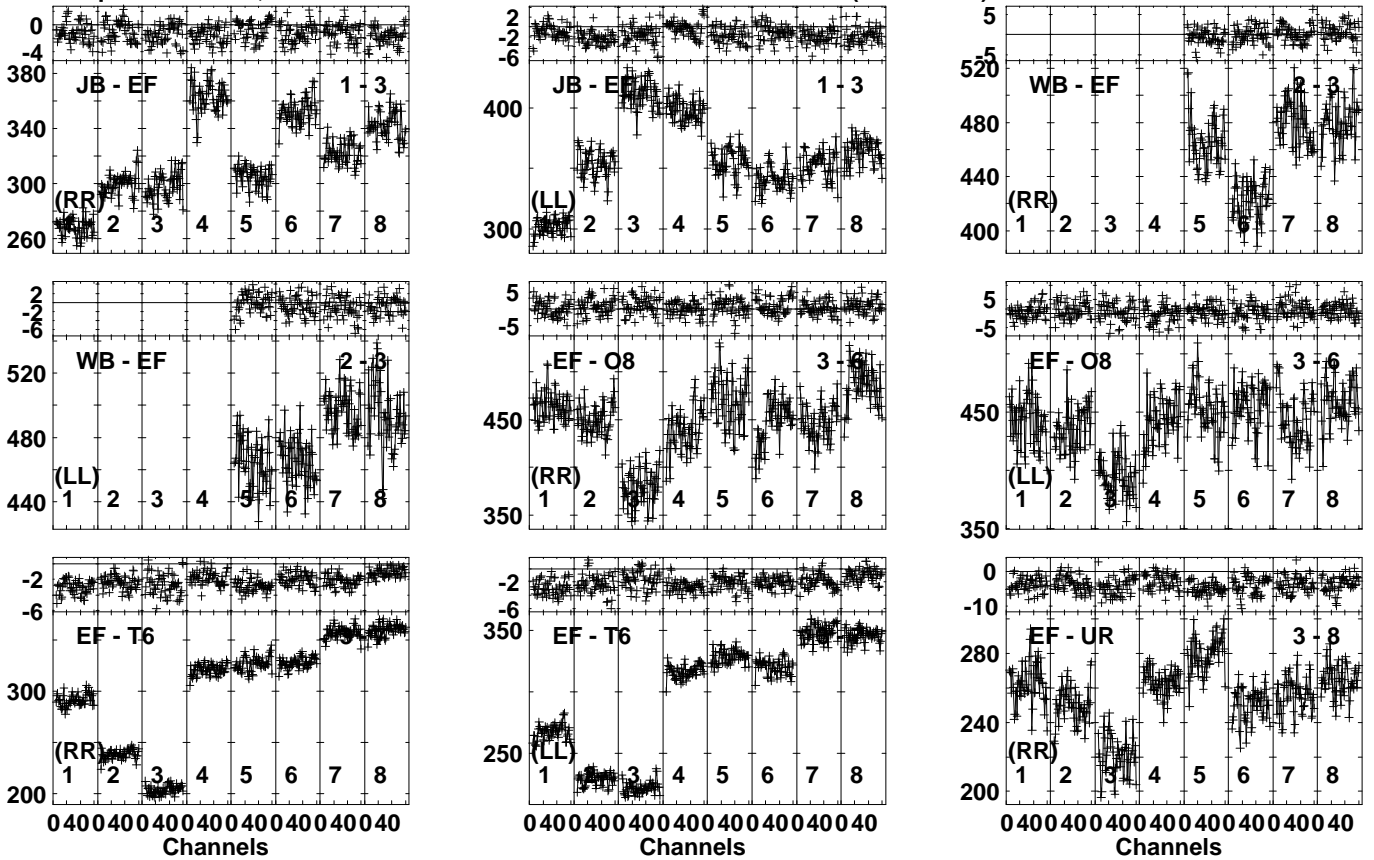 0
-4
380
340
300
260
JB - EF 1 - 3
(RR)
1 2 3 4 5 6 7 8
2
-2
-6
400
300
JB - EF 1 - 3
(LL)
1 2 3 4 5 6 7 8
5
-5
520
480
440
400
WB - EF 2 - 3
(RR)
1 2 3 4 5 6 7 8
2
-2
-6
520
480
440
WB - EF 2 - 3
(LL)
1 2 3 4 5 6 7 8
5
-5
450
350
EF - O8 3 - 6
(RR)
1 2 3 4 5 6 7 8
5
-5
450
350
EF - O8 3 - 6
(LL)
1 2 3 4 5 6 7 8
-2
-6
300
200
EF - T6
(RR)
1 2 3 4 5 6 7 8
0 40 0 40 0 40 0 40 0 40 0 40 0 40 0 40
Channels
-2
-6
350
250
EF - T6
(LL)
1 2 3 4 5 6 7 8
0 40 0 40 0 40 0 40 0 40 0 40 0 40 0 40
Channels
0
-10
280
240
200
EF - UR 3 - 8
(RR)
1 2 3 4 5 6 7 8
0 40 0 40 0 40 0 40 0 40 0 40 0 40 0 40
Channels